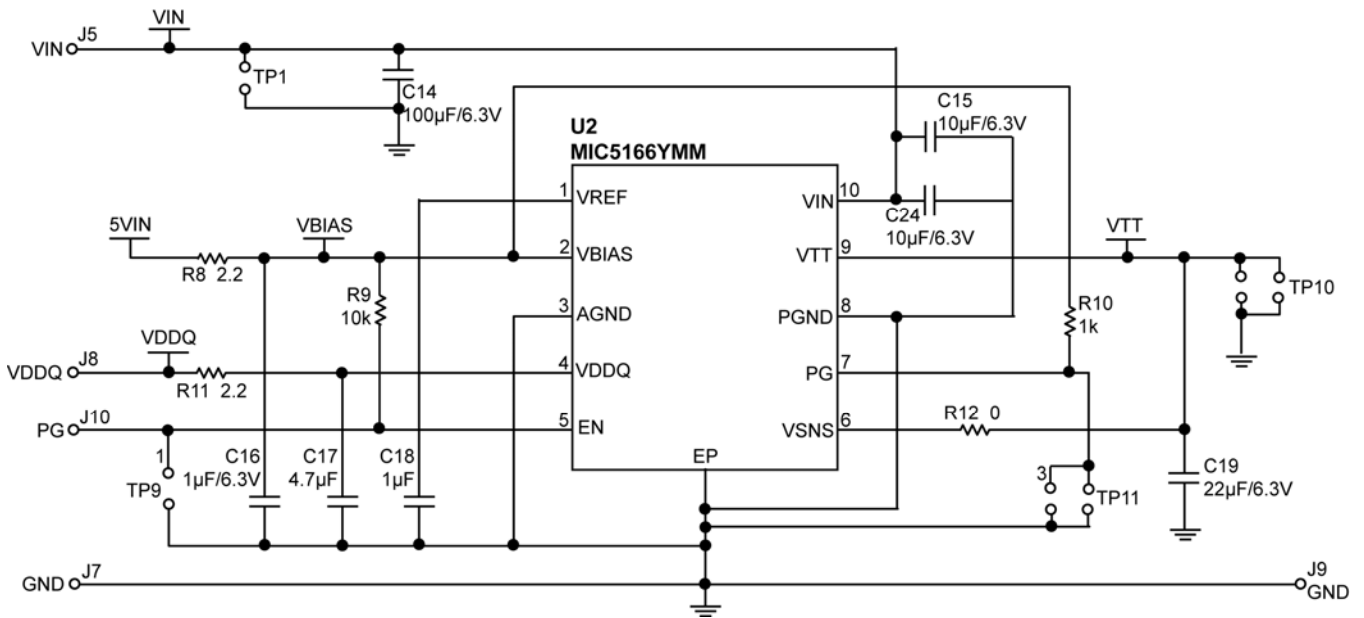 VIN
J5
VIN
TP1
C14
100µF/6.3V
U2
MIC5166YMM
C15
10µF/6.3V
1
VREF
VIN
10
C24
10µF/6.3V
5VIN
VBIAS
VTT
R8 2.2
2
VBIAS
VTT
9
R9
10k
3
AGND
PGND
8
R10
1k
TP10
VDDQ
J8
VDDQ
R11 2.2
4
VDDQ
PG
7
J10
PG
5
EN
VSNS
6
R12 0
EP
1
TP9
C16
1µF/6.3V
C17
4.7µF
C18
1µF
3
TP11
C19
22µF/6.3V
J7
GND
J9
GND